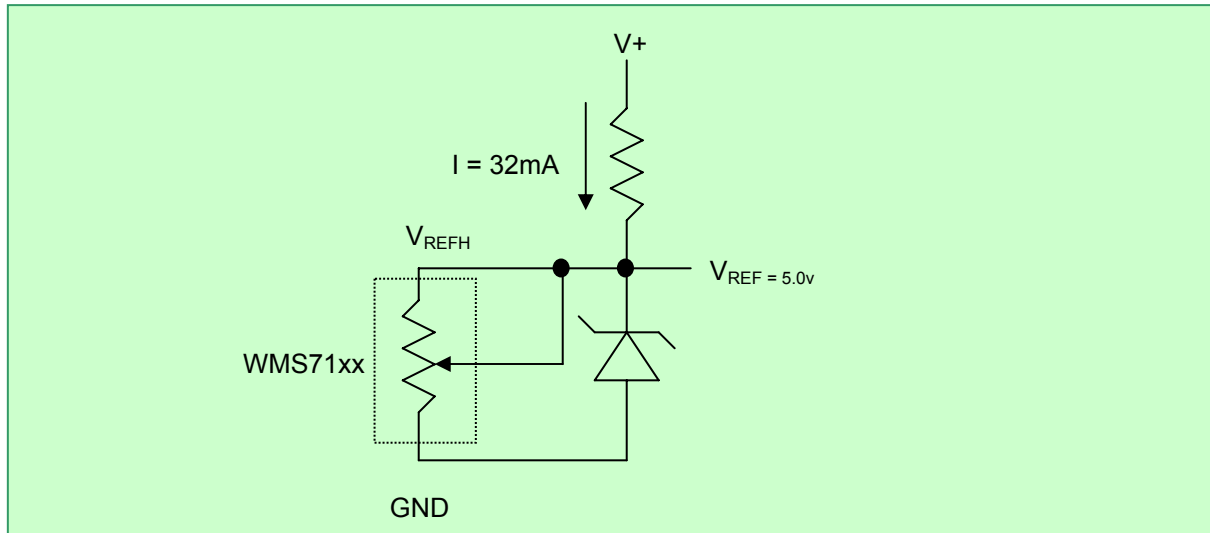 V+
I = 32mA
VREFH
VREF = 5.0v
WMS71xx
GND